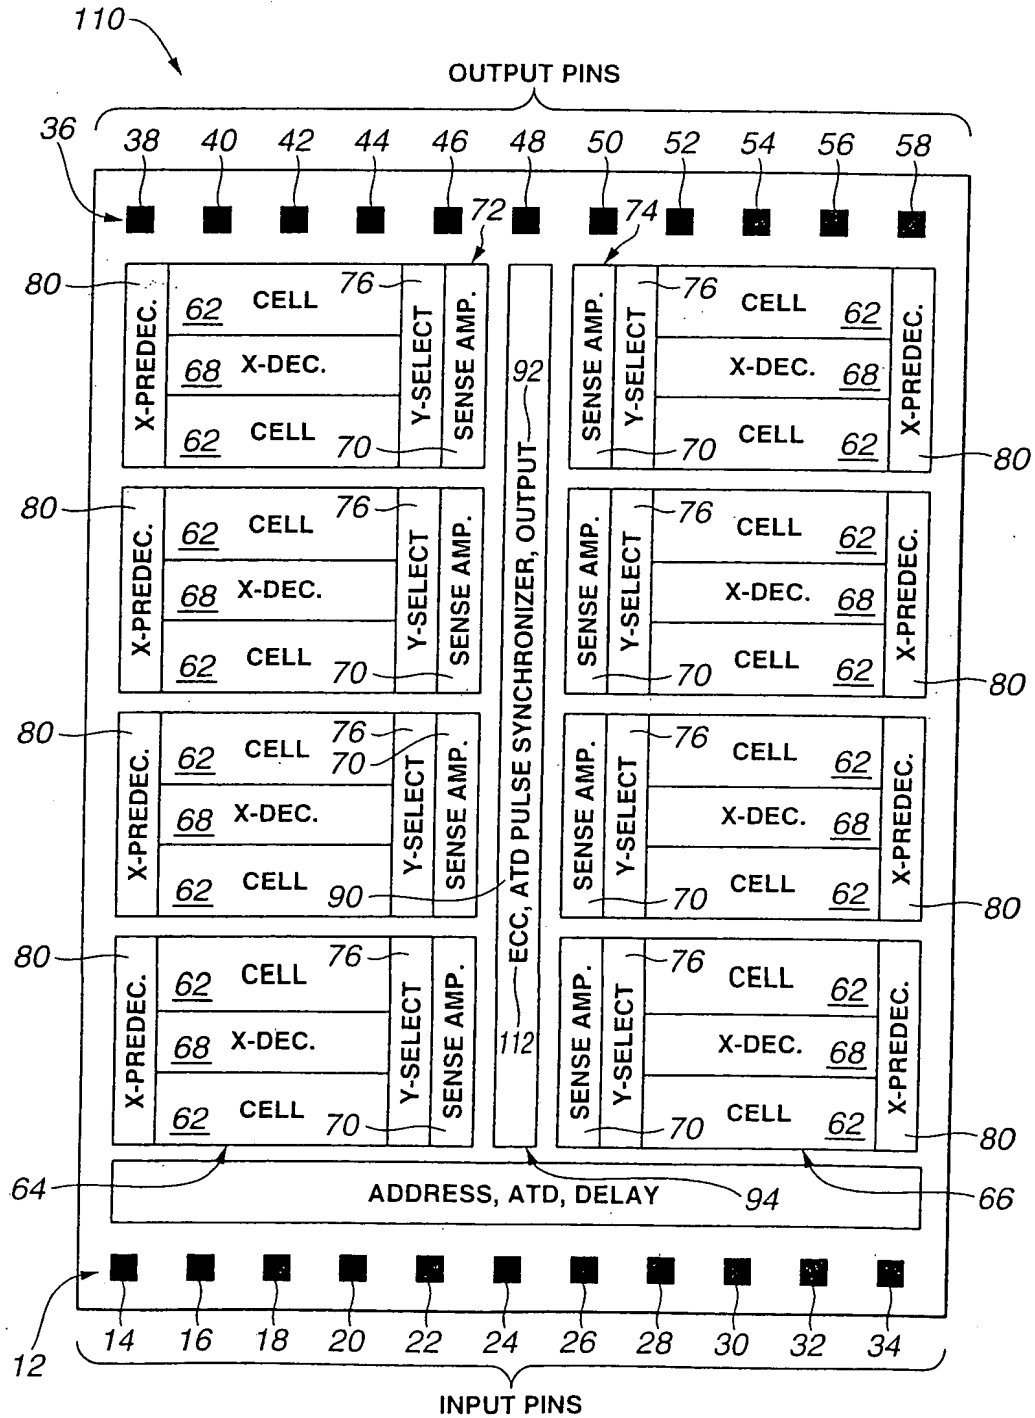 110
OUTPUT PINS
36 38 40 42 44 46 48 50 52 54 56 58
72 74
80 X-PREDEC. 62 CELL 76 Y-SELECT SENSE AMP.
68 X-DEC.
62 CELL 70
SENSE AMP. Y-SELECT 76 CELL 62 X-PREDEC.
X-DEC. 68
70 CELL 62 80
80 X-PREDEC. 62 CELL 76 Y-SELECT SENSE AMP.
68 X-DEC.
62 CELL 70
SENSE AMP. Y-SELECT 76 CELL 62 X-PREDEC.
X-DEC. 68
70 CELL 62 80
80 X-PREDEC. 62 CELL 76 70 Y-SELECT SENSE AMP.
68 X-DEC.
62 CELL
SENSE AMP. Y-SELECT 76 CELL 62 X-PREDEC.
X-DEC. 68
70 CELL 62 80
80 X-PREDEC. 62 CELL 76 Y-SELECT SENSE AMP.
68 X-DEC.
62 CELL 70
SENSE AMP. Y-SELECT 76 CELL 62 X-PREDEC.
X-DEC. 68
70 CELL 62 80
112 ECC, ATD PULSE SYNCHRONIZER, OUTPUT 92
90
64 ADDRESS, ATD, DELAY 94 66
12 14 16 18 20 22 24 26 28 30 32 34
INPUT PINS